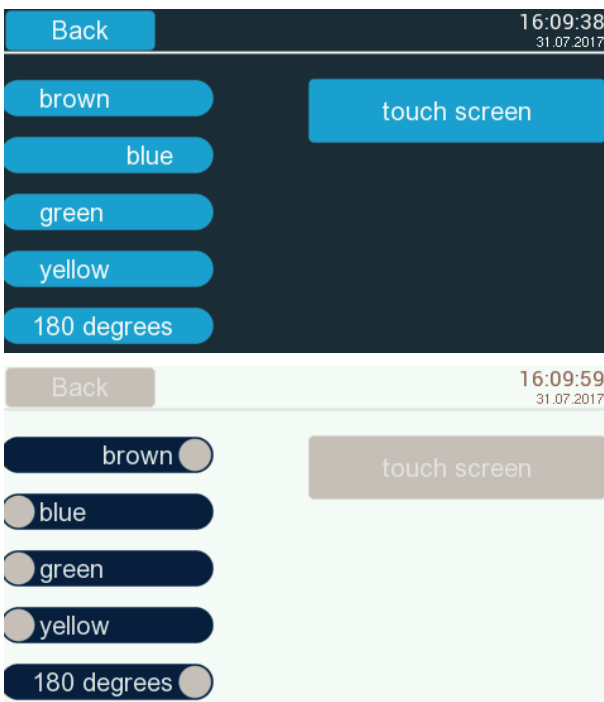 Back 16:09:38
31.07.2017
brown touch screen
blue
green
yellow
180 degrees
Back 16:09:59
31.07.2017
brown touch screen
blue
green
yellow
180 degrees